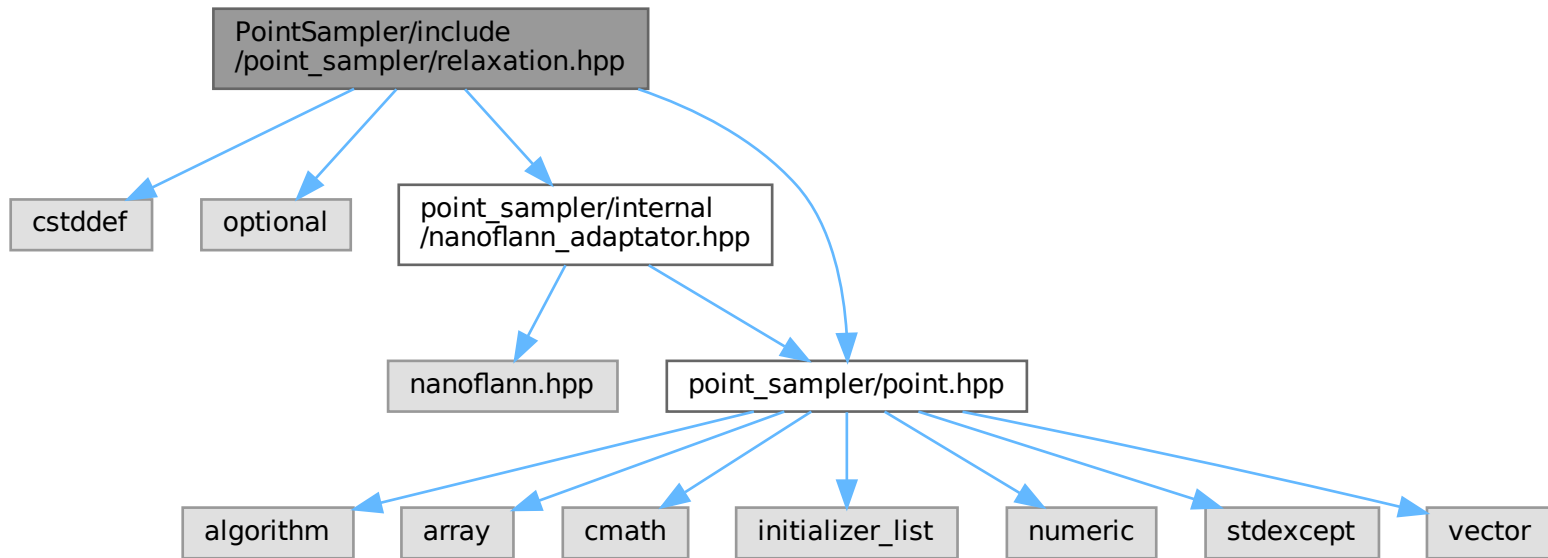 PointSampler/include
/point_sampler/relaxation.hpp
cstddef
optional
point_sampler/internal
/nanoflann_adaptator.hpp
nanoflann.hpp
point_sampler/point.hpp
algorithm
array
cmath
initializer_list
numeric
stdexcept
vector